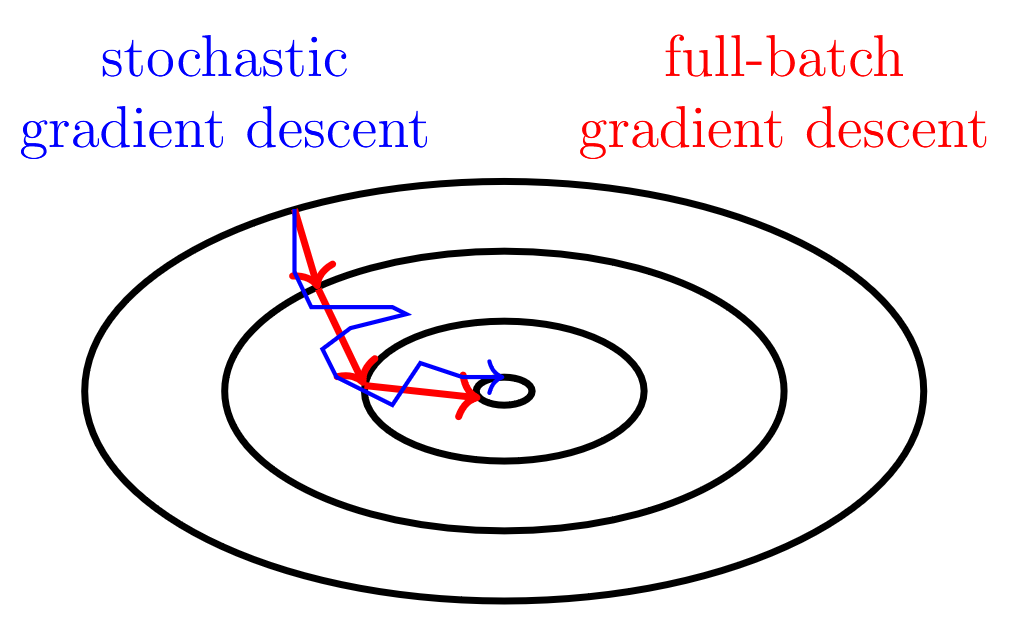 stochastic
gradient descent
full-batch
gradient descent